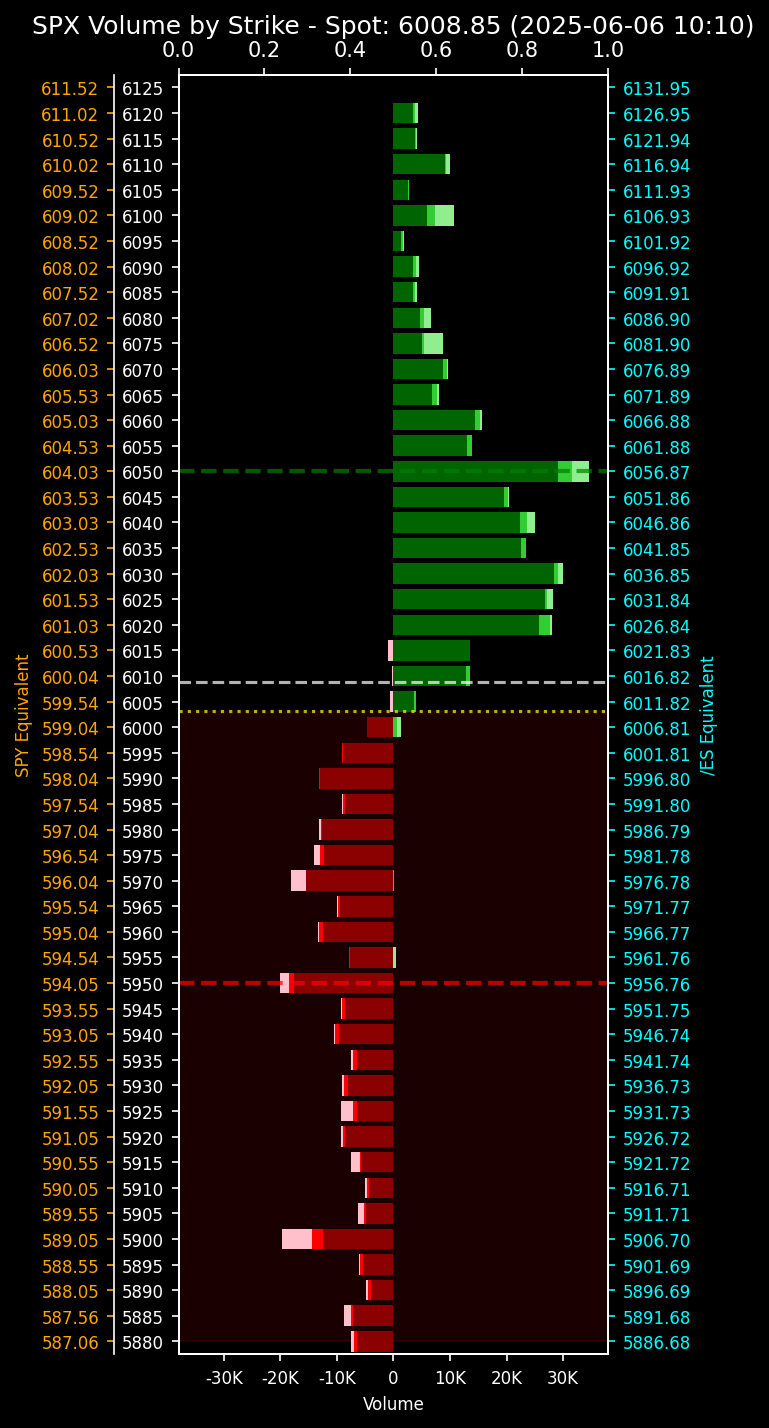 SPX Volume by Strike - Spot: 6008.85 (2025-06-06 10:10)
0.0 0.2 0.4 0.6 0.8 1.0
611.52 6125 6131.95
611.02 6120 6126.95
610.52 6115 6121.94
610.02 6110 6116.94
609.52 6105 6111.93
609.02 6100 6106.93
608.52 6095 6101.92
608.02 6090 6096.92
607.52 6085 6091.91
607.02 6080 6086.90
606.52 6075 6081.90
606.03 6070 6076.89
605.53 6065 6071.89
605.03 6060 6066.88
604.53 6055 6061.88
604.03 6050 6056.87
603.53 6045 6051.86
603.03 6040 6046.86
602.53 6035 6041.85
602.03 6030 6036.85
601.53 6025 6031.84
601.03 6020 6026.84
600.53 6015 6021.83
600.04 6010 6016.82
599.54 6005 6011.82
SPY Equivalent
/ES Equivalent
599.04 6000 6006.81
598.54 5995 6001.81
598.04 5990 5996.80
597.54 5985 5991.80
597.04 5980 5986.79
596.54 5975 5981.78
596.04 5970 5976.78
595.54 5965 5971.77
595.04 5960 5966.77
594.54 5955 5961.76
594.05 5950 5956.76
593.55 5945 5951.75
593.05 5940 5946.74
592.55 5935 5941.74
592.05 5930 5936.73
591.55 5925 5931.73
591.05 5920 5926.72
590.55 5915 5921.72
590.05 5910 5916.71
589.55 5905 5911.71
589.05 5900 5906.70
588.55 5895 5901.69
588.05 5890 5896.69
587.56 5885 5891.68
587.06 5880 5886.68
-30K -20K -10K 0 10K 20K 30K
Volume